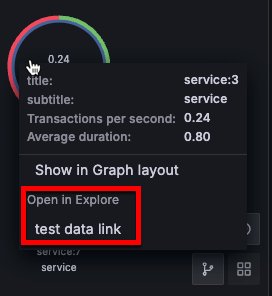 0.24
title: service:3
subtitle: service
Transactions per second: 0.24
Average duration: 0.80
Show in Graph layout
Open in Explore
test data link
service:7
service